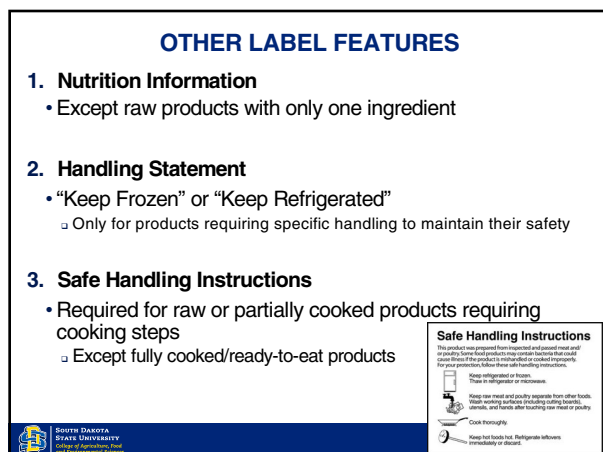 OTHER LABEL FEATURES
1. Nutrition Information
• Except raw products with only one ingredient
2. Handling Statement
• “Keep Frozen” or “Keep Refrigerated”
▫ Only for products requiring specific handling to maintain their safety
3. Safe Handling Instructions
• Required for raw or partially cooked products requiring
cooking steps
▫ Except fully cooked/ready-to-eat products
Safe Handling Instructions
This product was prepared from inspected and passed meat and/
or poultry. Some food products may contain bacteria that could
cause illness if the product is mishandled or cooked improperly.
For your protection, follow these safe handling instructions.
Keep refrigerated or frozen.
Thaw in refrigerator or microwave.
Keep raw meat and poultry separate from other foods.
Wash working surfaces (including cutting boards),
utensils, and hands after touching raw meat or poultry.
Cook thoroughly.
Keep hot foods hot. Refrigerate leftovers
immediately or discard.
SOUTH DAKOTA
STATE UNIVERSITY
College of Agriculture, Food
and Environmental Sciences